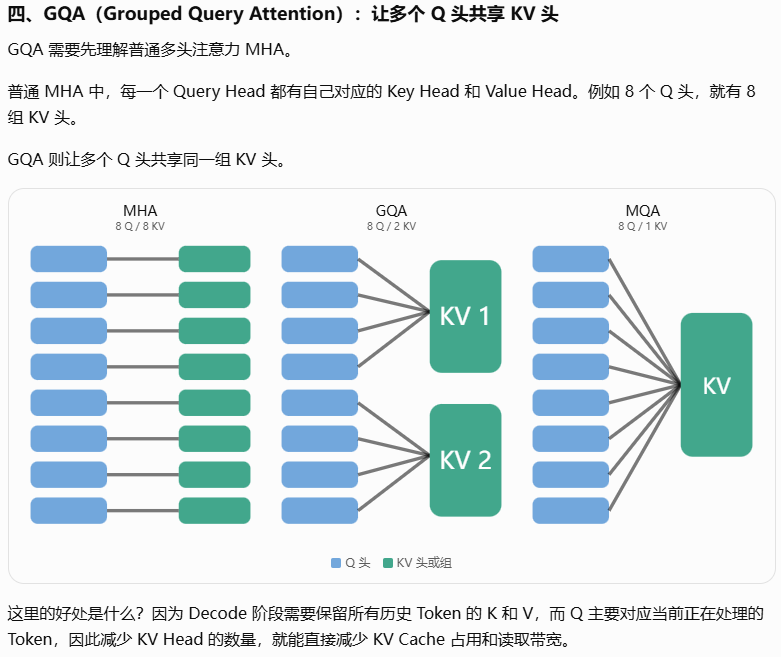 四、GQA（Grouped Query Attention）：让多个 Q 头共享 KV 头
GQA 需要先理解普通多头注意力 MHA。
普通 MHA 中，每一个 Query Head 都有自己对应的 Key Head 和 Value Head。例如 8 个 Q 头，就有 8
组 KV 头。
GQA 则让多个 Q 头共享同一组 KV 头。
MHA
8 Q / 8 KV
GQA
8 Q / 2 KV
MQA
8 Q / 1 KV
KV 1
KV 2
KV
Q 头
KV 头或组
这里的好处是什么？因为 Decode 阶段需要保留所有历史 Token 的 K 和 V，而 Q 主要对应当前正在处理的
Token，因此减少 KV Head 的数量，就能直接减少 KV Cache 占用和读取带宽。